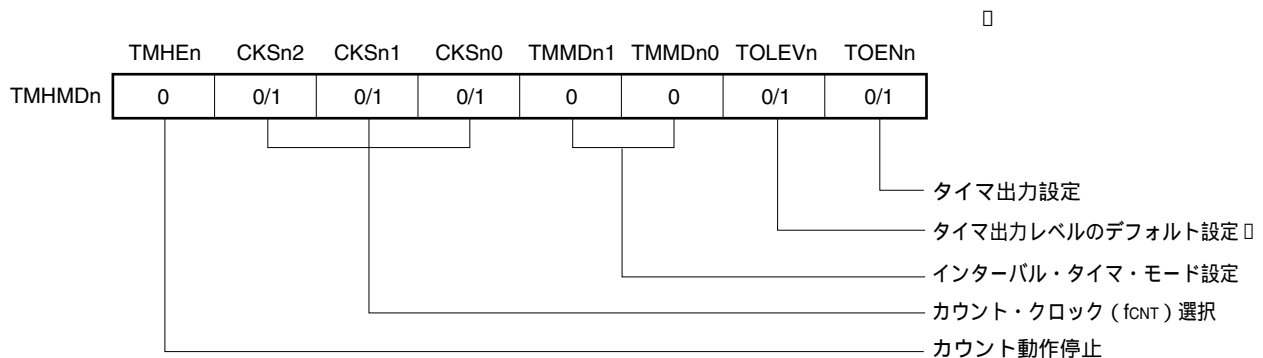 TMHEn CKSn2 CKSn1 CKSn0 TMMDn1 TMMDn0 TOLEVn TOENn
TMHMDn 0 0/1 0/1 0/1 0 0 0/1 0/1
タイマ出力設定
タイマ出力レベルのデフォルト設定
インターバル・タイマ・モード設定
カウント・クロック（fCNT）選択
カウント動作停止